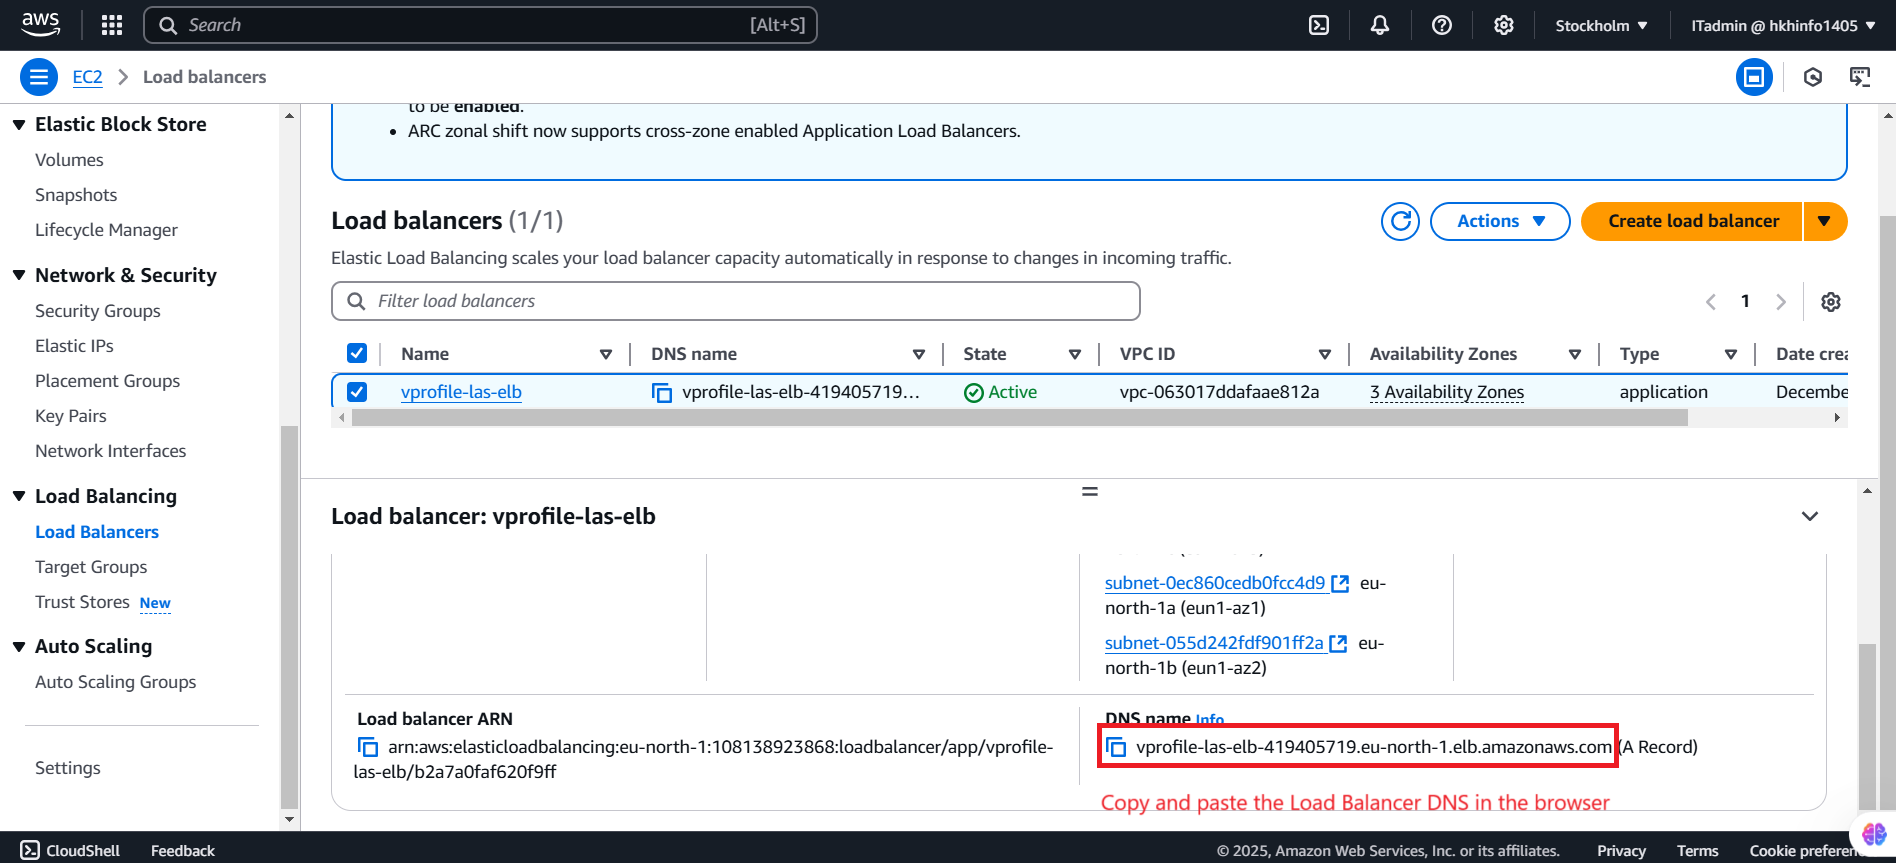 aws
Search
[Alt+S]
Stockholm
ITadmin @ hkhinfo1405
EC2
Load balancers
Elastic Block Store
Volumes
Snapshots
Lifecycle Manager
Network & Security
Security Groups
Elastic IPs
Placement Groups
Key Pairs
Network Interfaces
Load Balancing
Load Balancers
Target Groups
Trust Stores New
Auto Scaling
Auto Scaling Groups
Settings
to be enabled.
• ARC zonal shift now supports cross-zone enabled Application Load Balancers.
Load balancers (1/1)
Actions
Create load balancer
Elastic Load Balancing scales your load balancer capacity automatically in response to changes in incoming traffic.
Filter load balancers
1
Name DNS name State VPC ID Availability Zones Type Date crea
vprofile-las-elb vprofile-las-elb-419405719... Active vpc-063017ddafaae812a 3 Availability Zones application Decembe
Load balancer: vprofile-las-elb
subnet-0ec860cedb0fcc4d9 eu-
north-1a (eun1-az1)
subnet-055d242fdf901ff2a eu-
north-1b (eun1-az2)
Load balancer ARN
arn:aws:elasticloadbalancing:eu-north-1:108138923868:loadbalancer/app/vprofile-
las-elb/b2a7a0faf620f9ff
DNS name Info
vprofile-las-elb-419405719.eu-north-1.elb.amazonaws.com (A Record)
Copy and paste the Load Balancer DNS in the browser
CloudShell
Feedback
© 2025, Amazon Web Services, Inc. or its affiliates.
Privacy
Terms
Cookie preferen